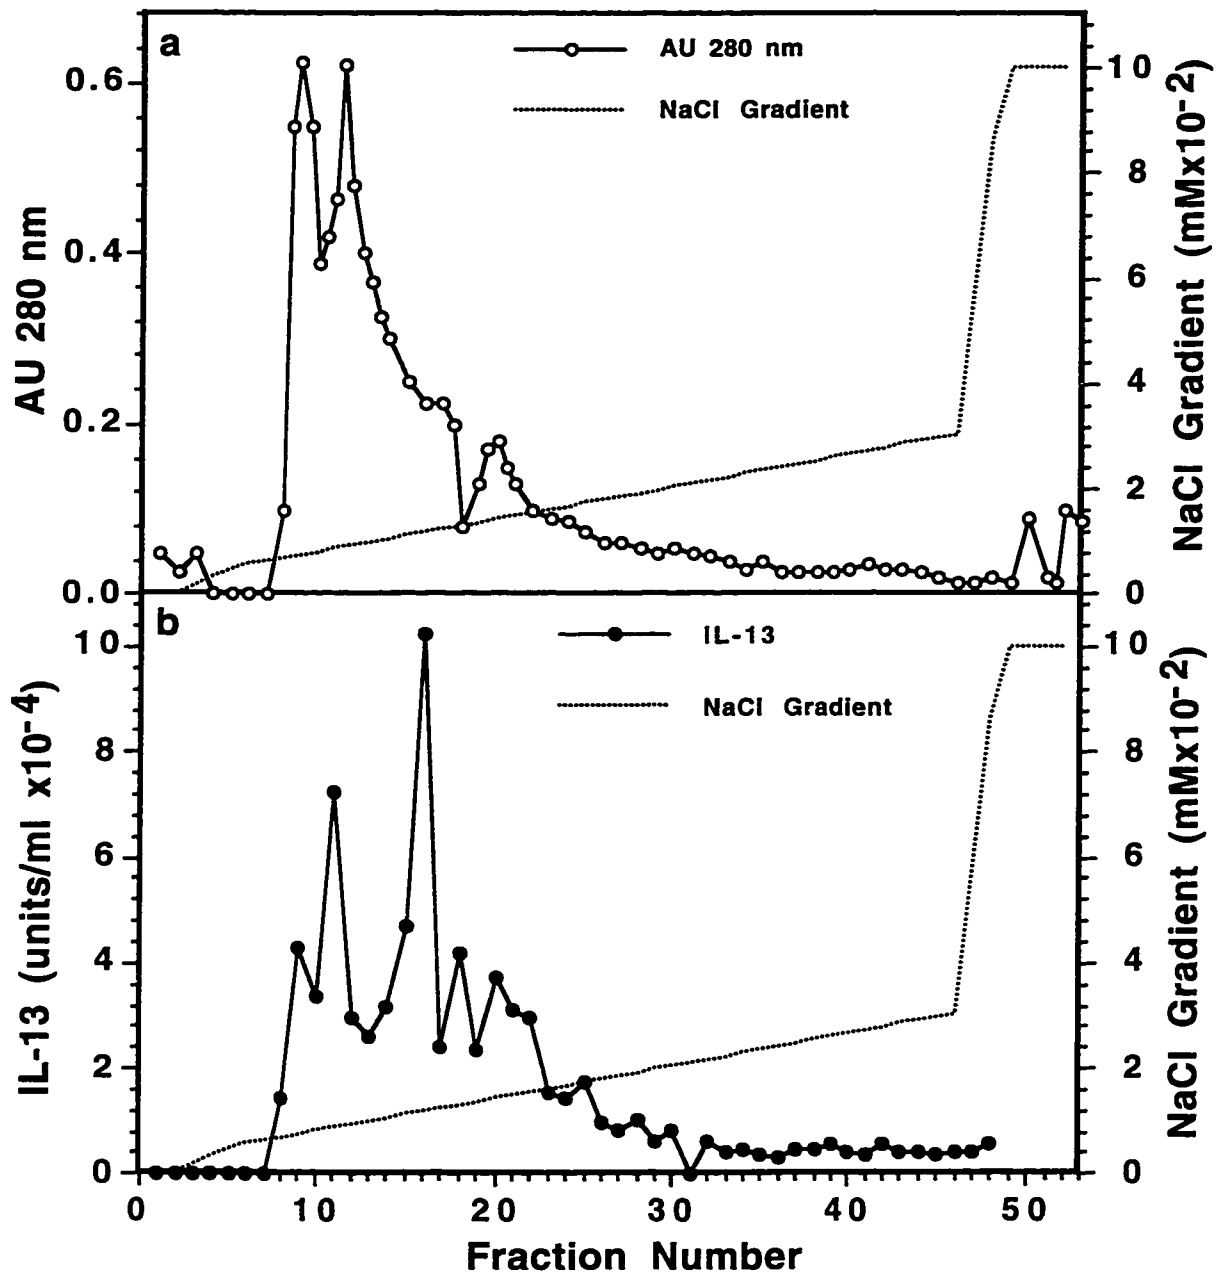 a
AU 280 nm
NaCl Gradient
0.6
0.4
0.2
0.0
AU 280 nm
10
8
6
4
2
0
NaCl Gradient (mMx10-2)
b
IL-13
NaCl Gradient
10
8
6
4
2
0
IL-13 (units/ml x10-4)
10
8
6
4
2
0
NaCl Gradient (mMx10-2)
0 10 20 30 40 50
Fraction Number